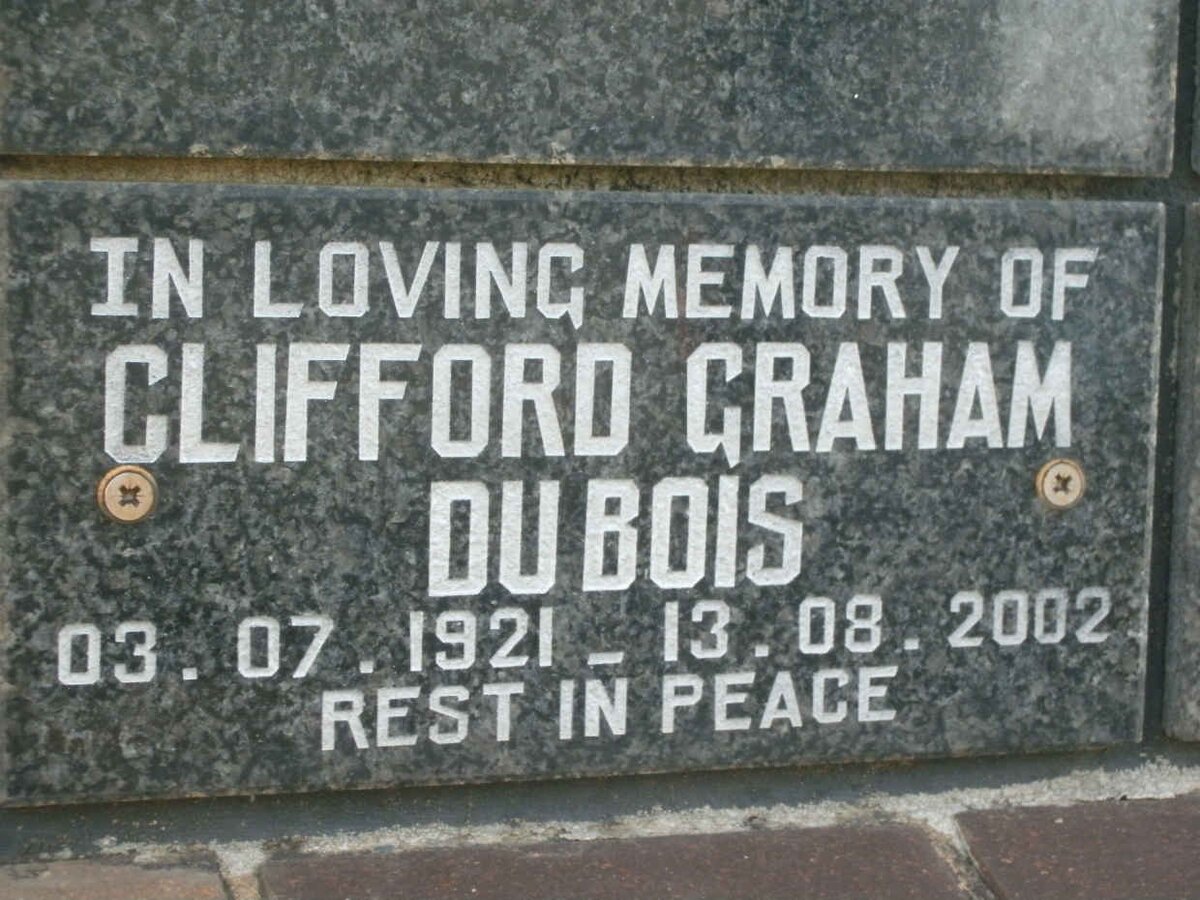 IN LOVING MEMORY OF
CLIFFORD GRAHAM
DU BOIS
03 . 07 . 1921 - 13 . 08 . 2002
REST IN PEACE